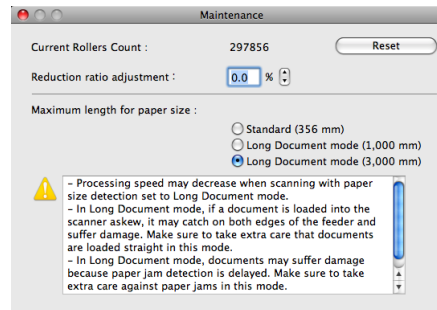 Maintenance
Current Rollers Count : 297856 Reset
Reduction ratio adjustment : 0.0 %
Maximum length for paper size :
Standard (356 mm)
Long Document mode (1,000 mm)
Long Document mode (3,000 mm)
– Processing speed may decrease when scanning with paper
size detection set to Long Document mode.
– In Long Document mode, if a document is loaded into the
scanner askew, it may catch on both edges of the feeder and
suffer damage. Make sure to take extra care that documents
are loaded straight in this mode.
– In Long Document mode, documents may suffer damage
because paper jam detection is delayed. Make sure to take
extra care against paper jams in this mode.